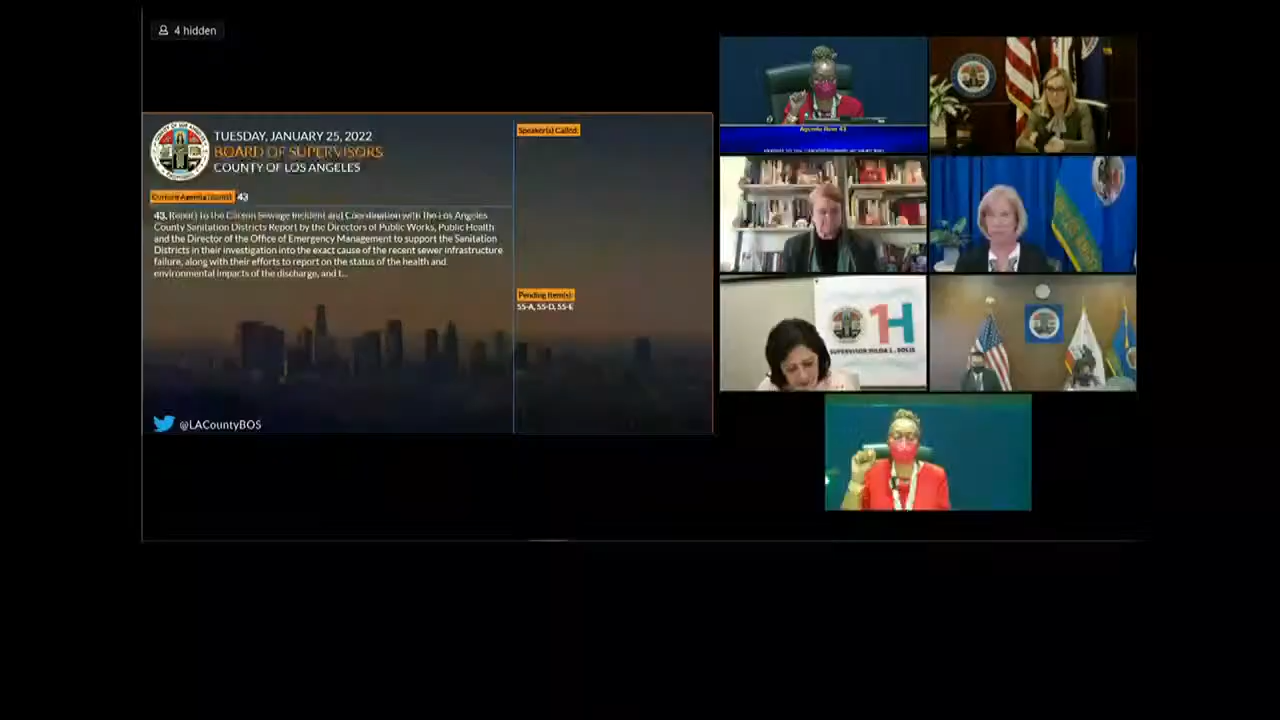 4 hidden
TUESDAY, JANUARY 25, 2022
BOARD OF SUPERVISORS
COUNTY OF LOS ANGELES
Current Agenda Item(s): 43
43. Report to the Carson Sewage Incident and Coordination with the Los Angeles
County Sanitation Districts Report by the Directors of Public Works, Public Health
and the Director of the Office of Emergency Management to support the Sanitation
Districts in their investigation into the exact cause of the recent sewer infrastructure
failure, along with their efforts to report on the status of the health and
environmental impacts of the discharge, and t...
Speaker(s) Called:
Pending Item(s):
55-A, 55-D, 55-E
@LACountyBOS
Agenda Item 43
1H
SUPERVISOR HILDA L. SOLIS